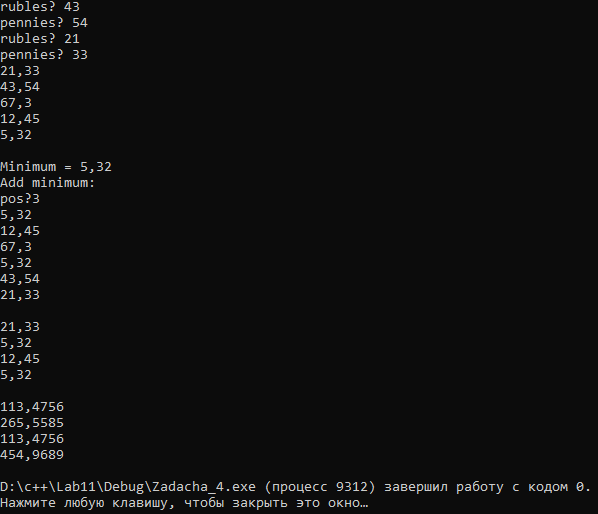 rubles? 43
pennies? 54
rubles? 21
pennies? 33
21,33
43,54
67,3
12,45
5,32
Minimum = 5,32
Add minimum:
pos?3
5,32
12,45
67,3
5,32
43,54
21,33
21,33
5,32
12,45
5,32
113,4756
265,5585
113,4756
454,9689
D:\c++\Lab11\Debug\Zadacha_4.exe (процесс 9312) завершил работу с кодом 0.
Нажмите любую клавишу, чтобы закрыть это окно…